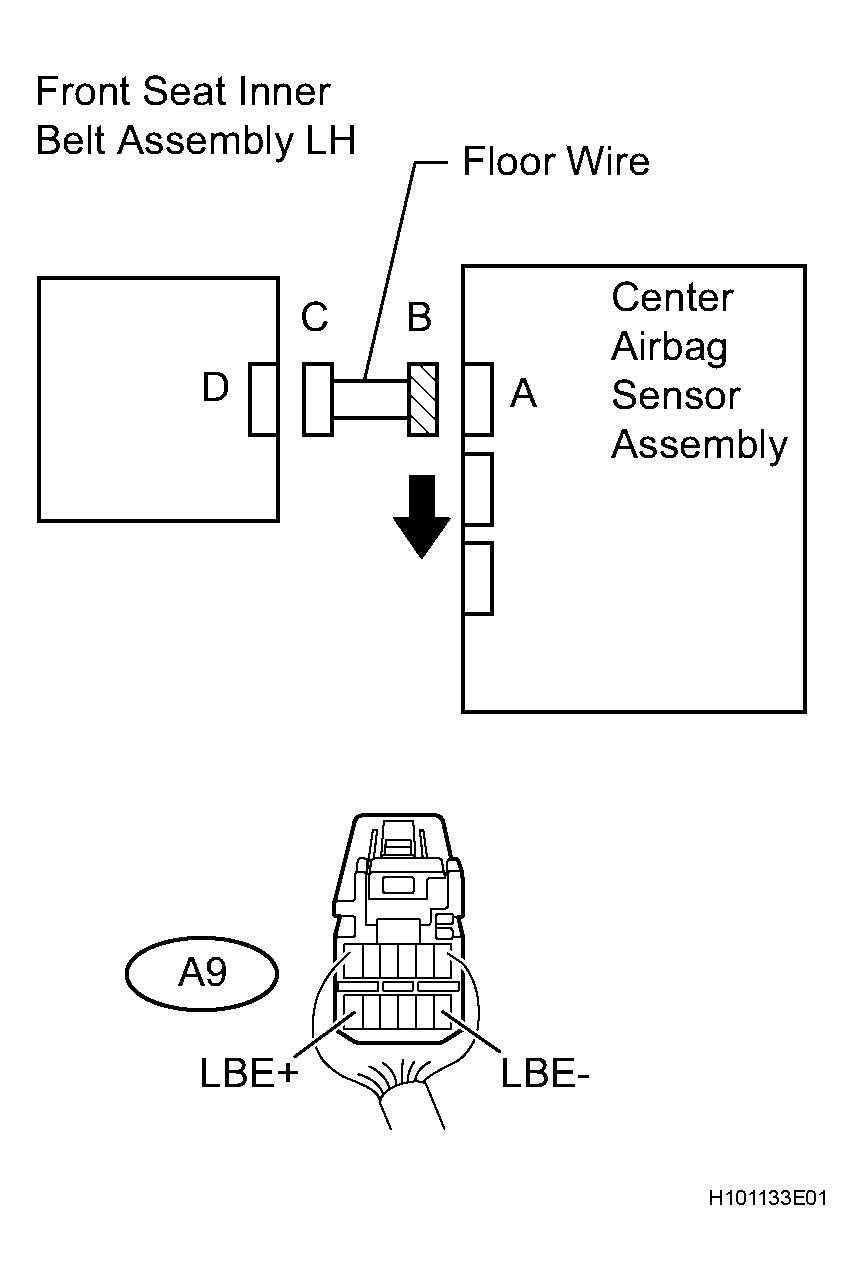 Front Seat Inner
Belt Assembly LH
Floor Wire
C
B
D
A
Center
Airbag
Sensor
Assembly
A9
LBE+
LBE-
H101133E01